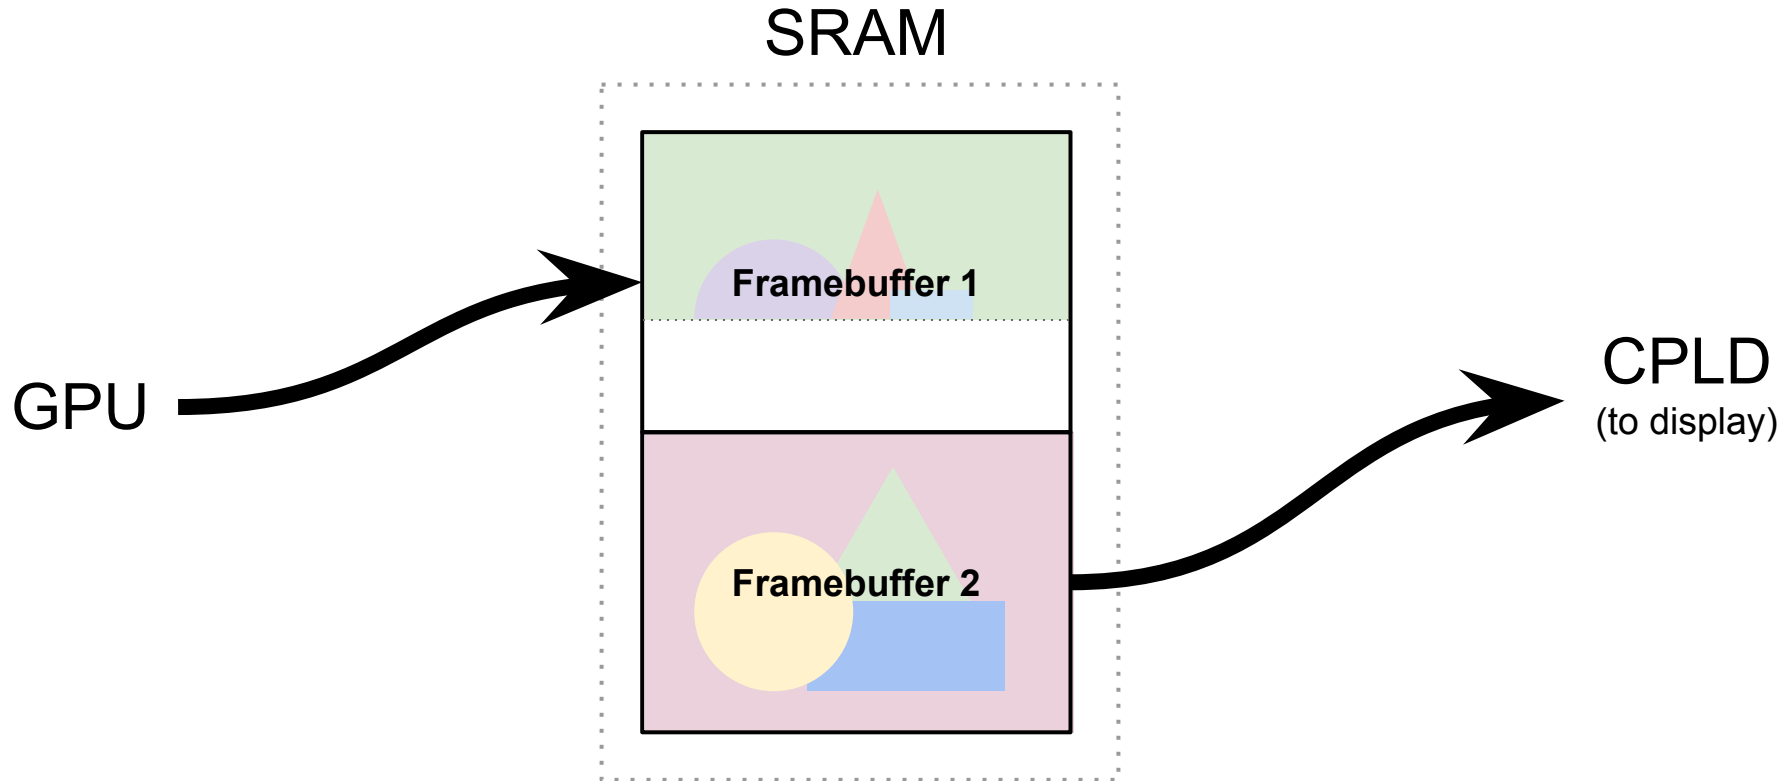 SRAM
Framebuffer 1
GPU
CPLD
(to display)
Framebuffer 2